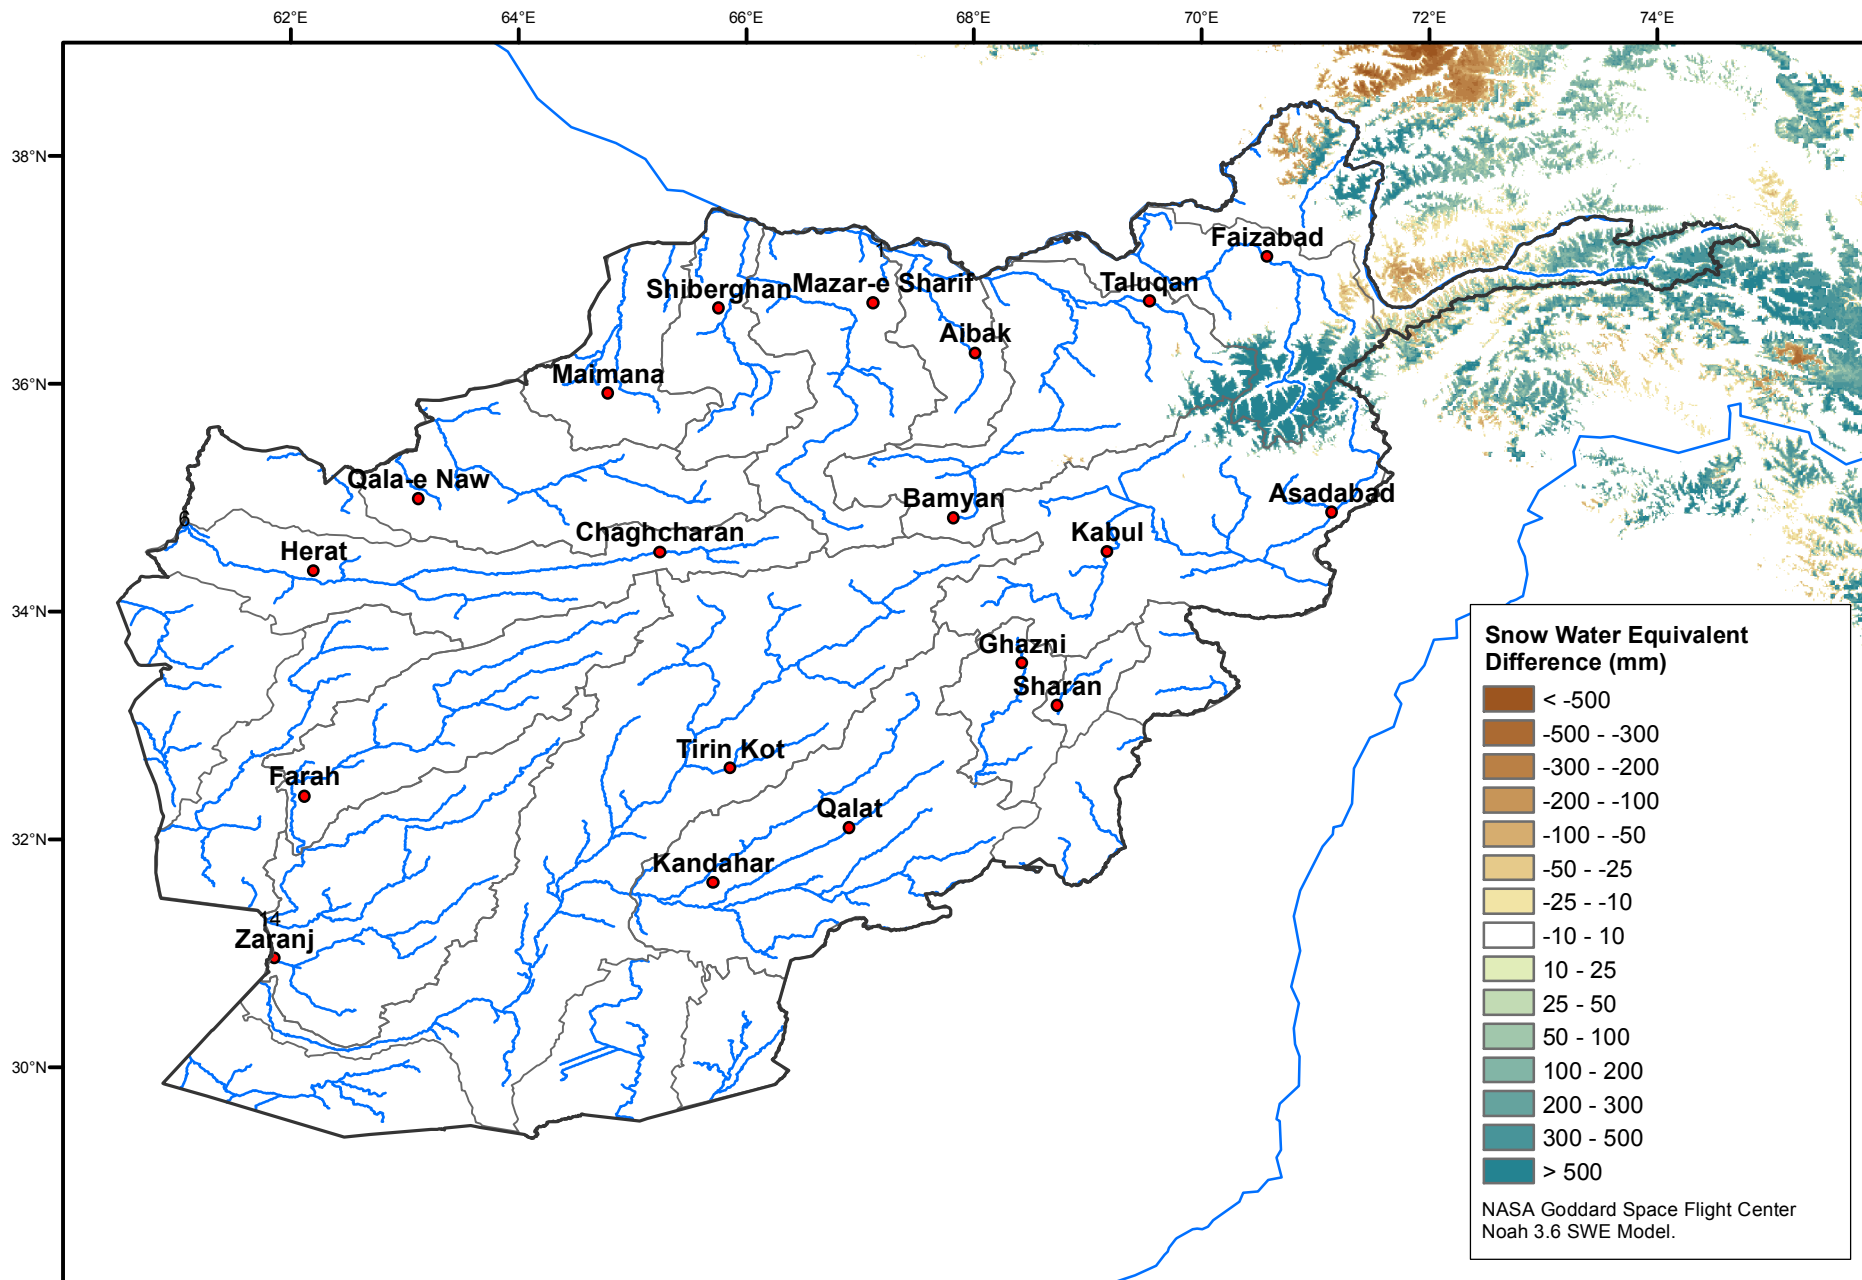 62°E 64°E 66°E 68°E 70°E 72°E 74°E
38°N
36°N
34°N
32°N
30°N
Faizabad
Shiberghan
Mazar-e Sharif
Taluqan
Aibak
Maimana
Qala-e Naw
Bamyan
Asadabad
6
Chaghcharan
Kabul
Herat
Ghazni
Sharan
Tirin Kot
Farah
Qalat
Kandahar
14
Zaranj
Snow Water Equivalent
Difference (mm)
< -500
-500 - -300
-300 - -200
-200 - -100
-100 - -50
-50 - -25
-25 - -10
-10 - 10
10 - 25
25 - 50
50 - 100
100 - 200
200 - 300
300 - 500
> 500
NASA Goddard Space Flight Center
Noah 3.6 SWE Model.